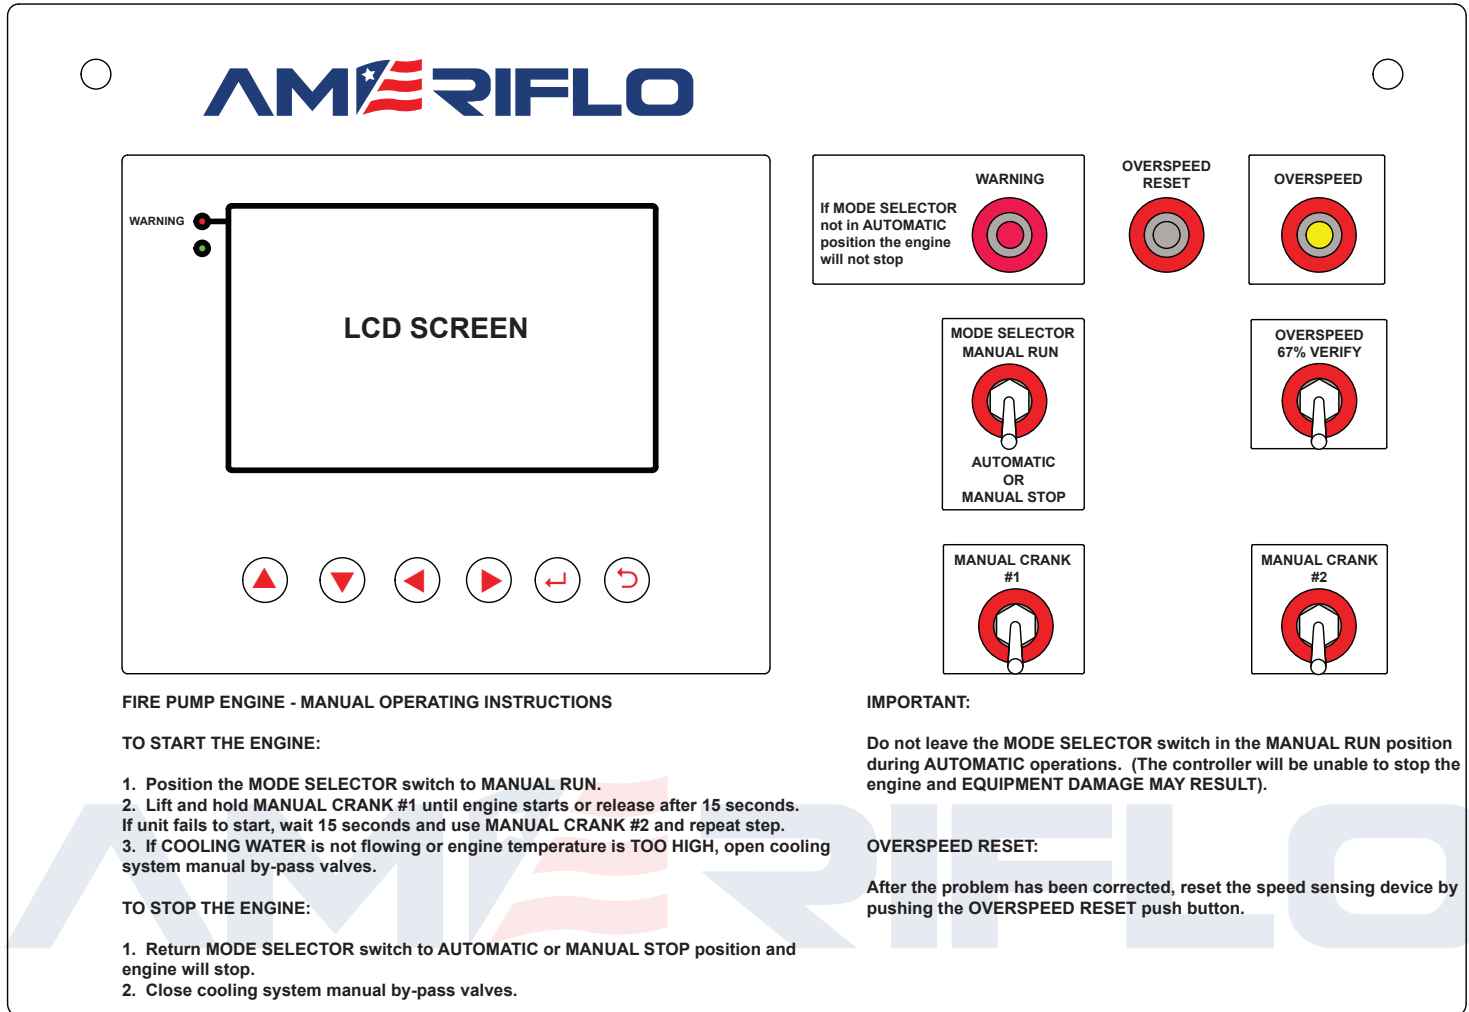 AMERIFLO
WARNING
LCD SCREEN
WARNING
If MODE SELECTOR
not in AUTOMATIC
position the engine
will not stop
OVERSPEED
RESET
OVERSPEED
MODE SELECTOR
MANUAL RUN
AUTOMATIC
OR
MANUAL STOP
OVERSPEED
67% VERIFY
MANUAL CRANK
#1
MANUAL CRANK
#2
FIRE PUMP ENGINE - MANUAL OPERATING INSTRUCTIONS
TO START THE ENGINE:
1. Position the MODE SELECTOR switch to MANUAL RUN.
2. Lift and hold MANUAL CRANK #1 until engine starts or release after 15 seconds.
If unit fails to start, wait 15 seconds and use MANUAL CRANK #2 and repeat step.
3. If COOLING WATER is not flowing or engine temperature is TOO HIGH, open cooling
system manual by-pass valves.
TO STOP THE ENGINE:
1. Return MODE SELECTOR switch to AUTOMATIC or MANUAL STOP position and
engine will stop.
2. Close cooling system manual by-pass valves.
IMPORTANT:
Do not leave the MODE SELECTOR switch in the MANUAL RUN position
during AUTOMATIC operations. (The controller will be unable to stop the
engine and EQUIPMENT DAMAGE MAY RESULT).
OVERSPEED RESET:
After the problem has been corrected, reset the speed sensing device by
pushing the OVERSPEED RESET push button.
AMERIFLO